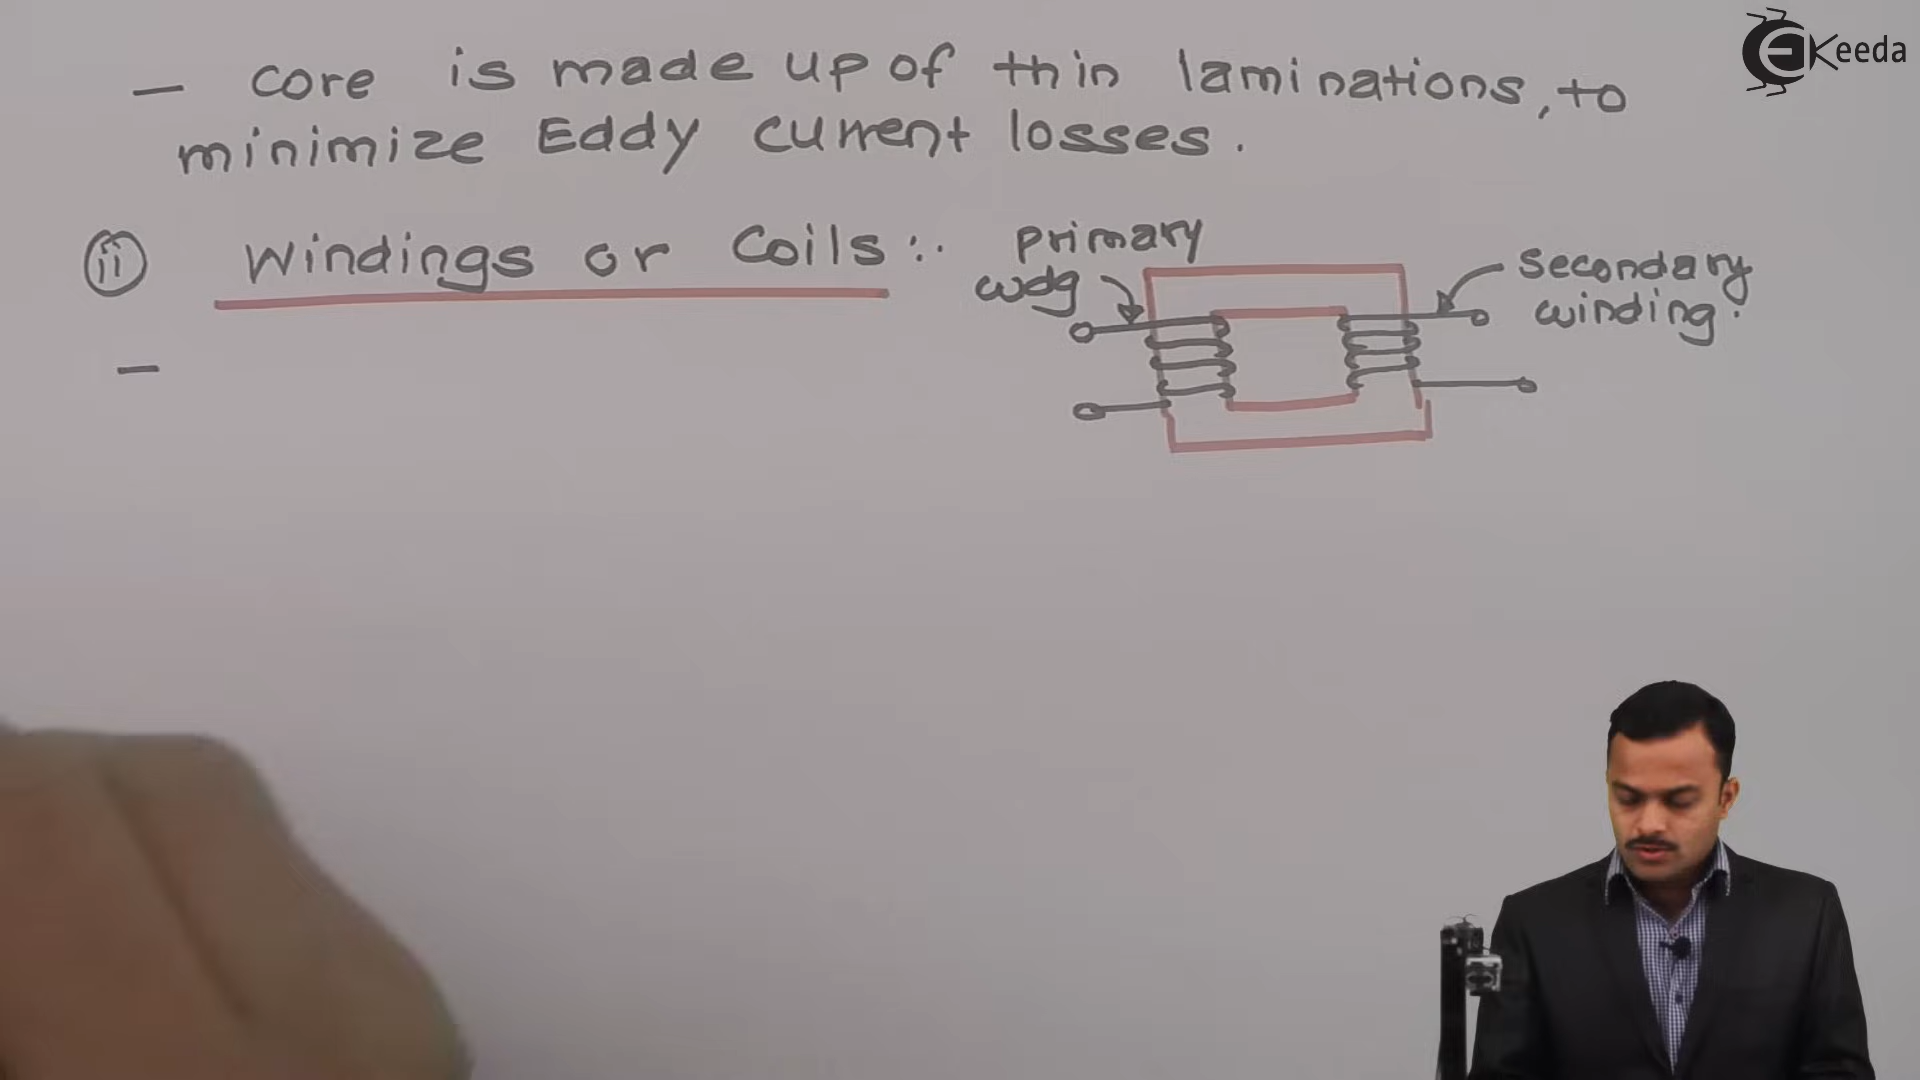 – core is made up of thin laminations, to
minimize Eddy current losses.
Keeda
ii Windings or Coils :.
–
Primary
wdg
Secondary
winding.